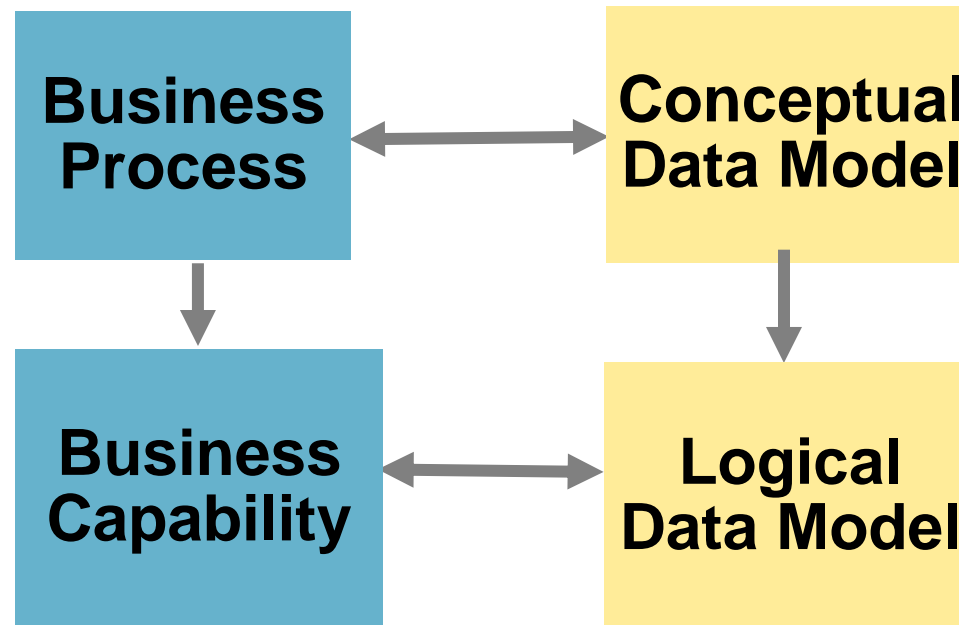 Business
Process
Conceptual
Data Model
Business
Capability
Logical
Data Model